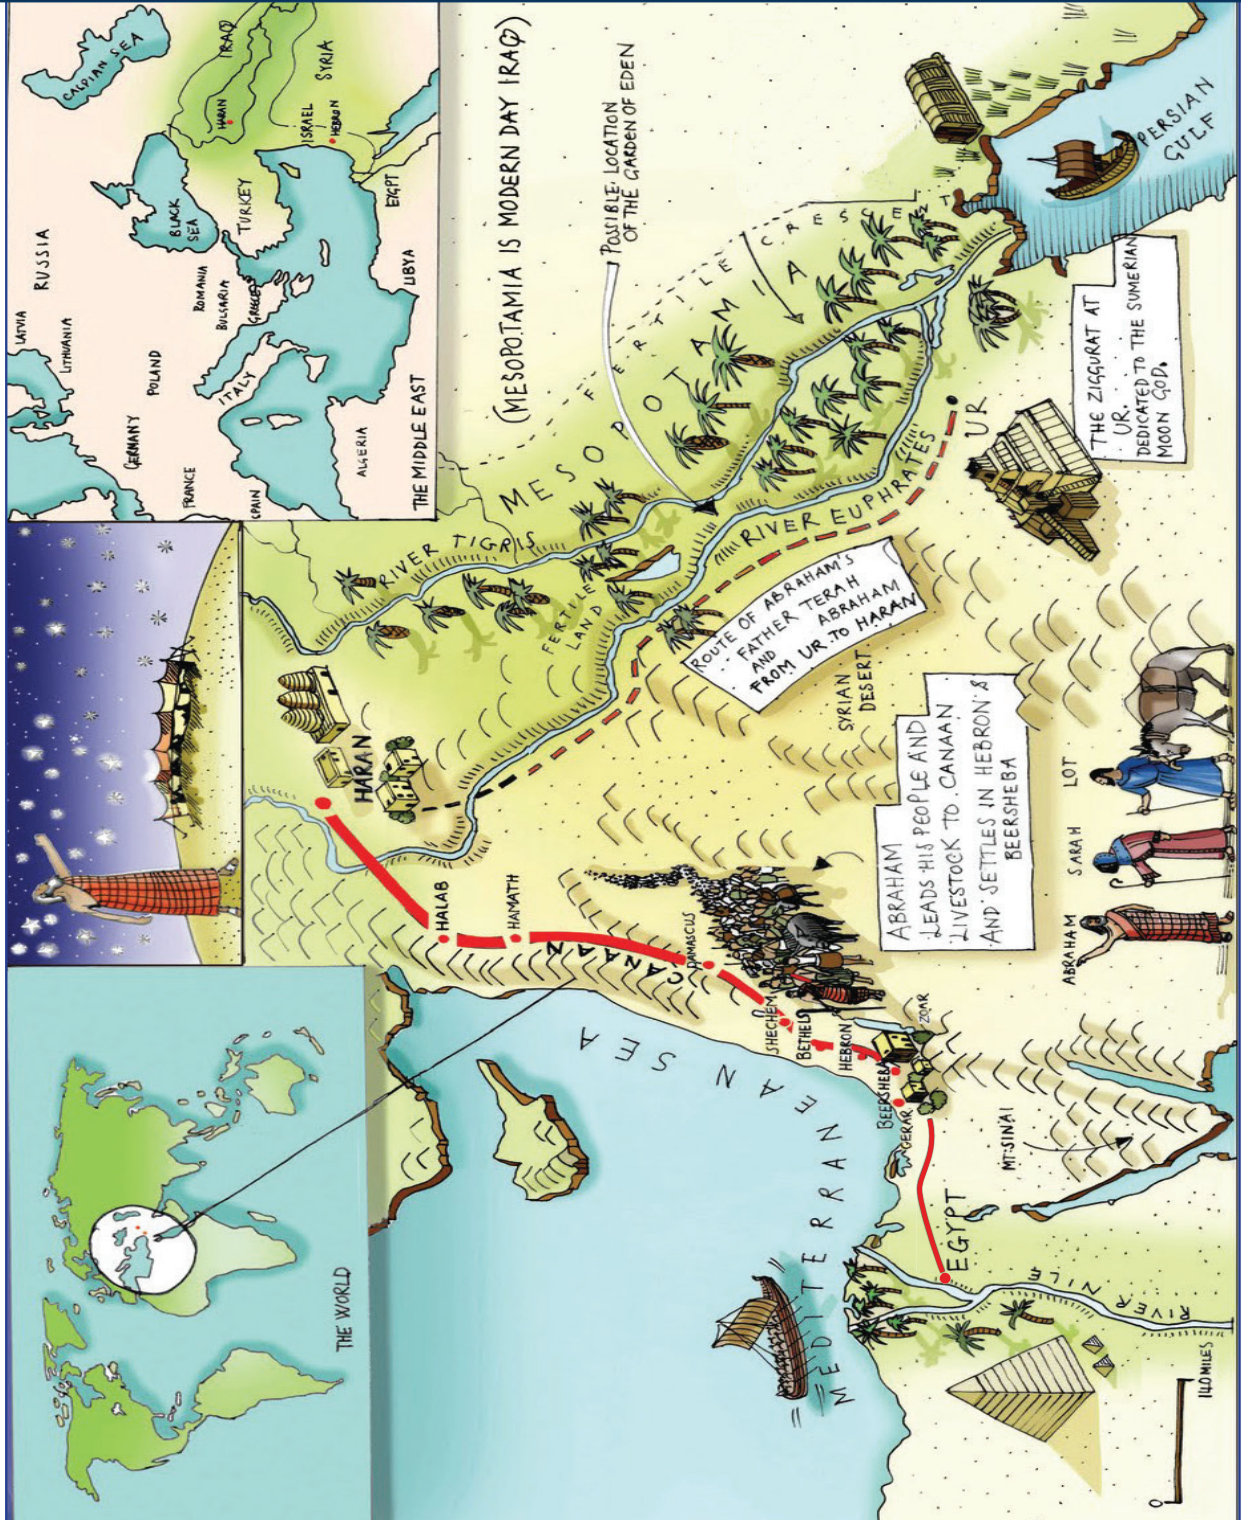 THE WORLD
CASPIAN SEA
RUSSIA
LATVIA
LITHUANIA
POLAND
GERMANY
FRANCE
SPAIN
ITALY
ROMANIA
BULGARIA
GREECE
BLACK
SEA
TURKEY
IRAQ
HARAN
SYRIA
ISRAEL
HEBRON
EIGPT
LIBYA
ALGERIA
THE MIDDLE EAST
(MESOPOTAMIA IS MODERN DAY IRAQ)
POSSIBLE LOCATION
OF THE GARDEN OF EDEN
FERTILE CRESCENT
MESOPOTAMIA
RIVER TIGRIS
FERTILE
LAND
RIVER EUPHRATES
HARAN
HALAB
HAMATH
CANAAN
DAMASCUS
SHECHEM
BETHEL
HEBRON
BEERSHEBA
GERAR
ZOAR
MEDITERRANEAN SEA
EGYPT
RIVER NILE
MT. SINAI
SYRIAN
DESERT
ROUTE OF ABRAHAM'S
FATHER TERAH
AND ABRAHAM
FROM UR TO HARAN
UR
PERSIAN
GULF
THE ZIGGURAT AT
UR.
DEDICATED TO THE SUMERIAN
MOON GOD.
ABRAHAM
LEADS HIS PEOPLE AND
LIVESTOCK TO CANAAN
AND SETTLES IN HEBRON &
BEERSHEBA
ABRAHAM
SARAH
LOT
0
140 MILES